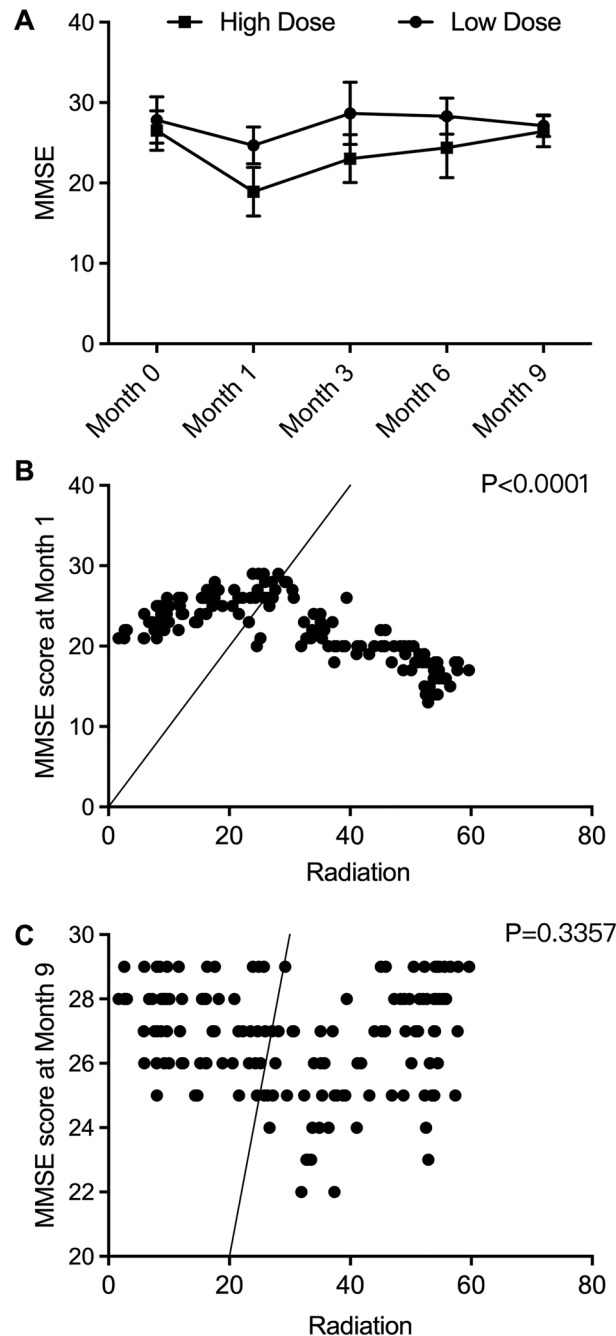 A
High Dose
Low Dose
MMSE
40
30
20
10
0
Month 0
Month 1
Month 3
Month 6
Month 9
B
P<0.0001
MMSE score at Month 1
40
30
20
10
0
0
20
40
60
80
Radiation
C
P=0.3357
MMSE score at Month 9
30
28
26
24
22
20
0
20
40
60
80
Radiation